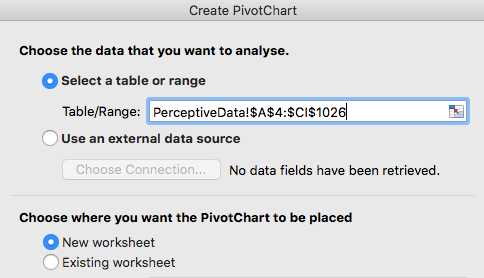 Create PivotChart
Choose the data that you want to analyse.
Select a table or range
Table/Range: PerceptiveData!$A$4:$CI$1026
Use an external data source
Choose Connection... No data fields have been retrieved.
Choose where you want the PivotChart to be placed
New worksheet
Existing worksheet